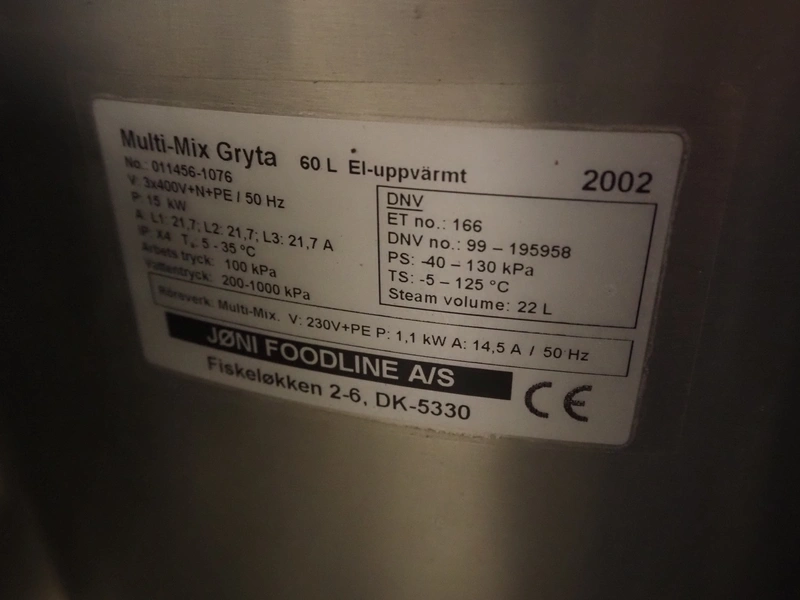 Multi-Mix Gryta 60 L El-uppvärmt 2002
No.: 011456-1076
V: 3x400V+N+PE / 50 Hz
P: 15 kW
A: L1: 21,7; L2: 21,7; L3: 21,7 A
IP X4 T 5 - 35 °C
Arbets tryck: 100 kPa
Vattentryck: 200-1000 kPa
DNV
ET no.: 166
DNV no.: 99 – 195958
PS: -40 – 130 kPa
TS: -5 – 125 °C
Steam volume: 22 L
Röreverk: Multi-Mix. V: 230V+PE P: 1,1 kW A: 14,5 A / 50 Hz
JØNI FOODLINE A/S
Fiskeløkken 2-6, DK-5330
CE